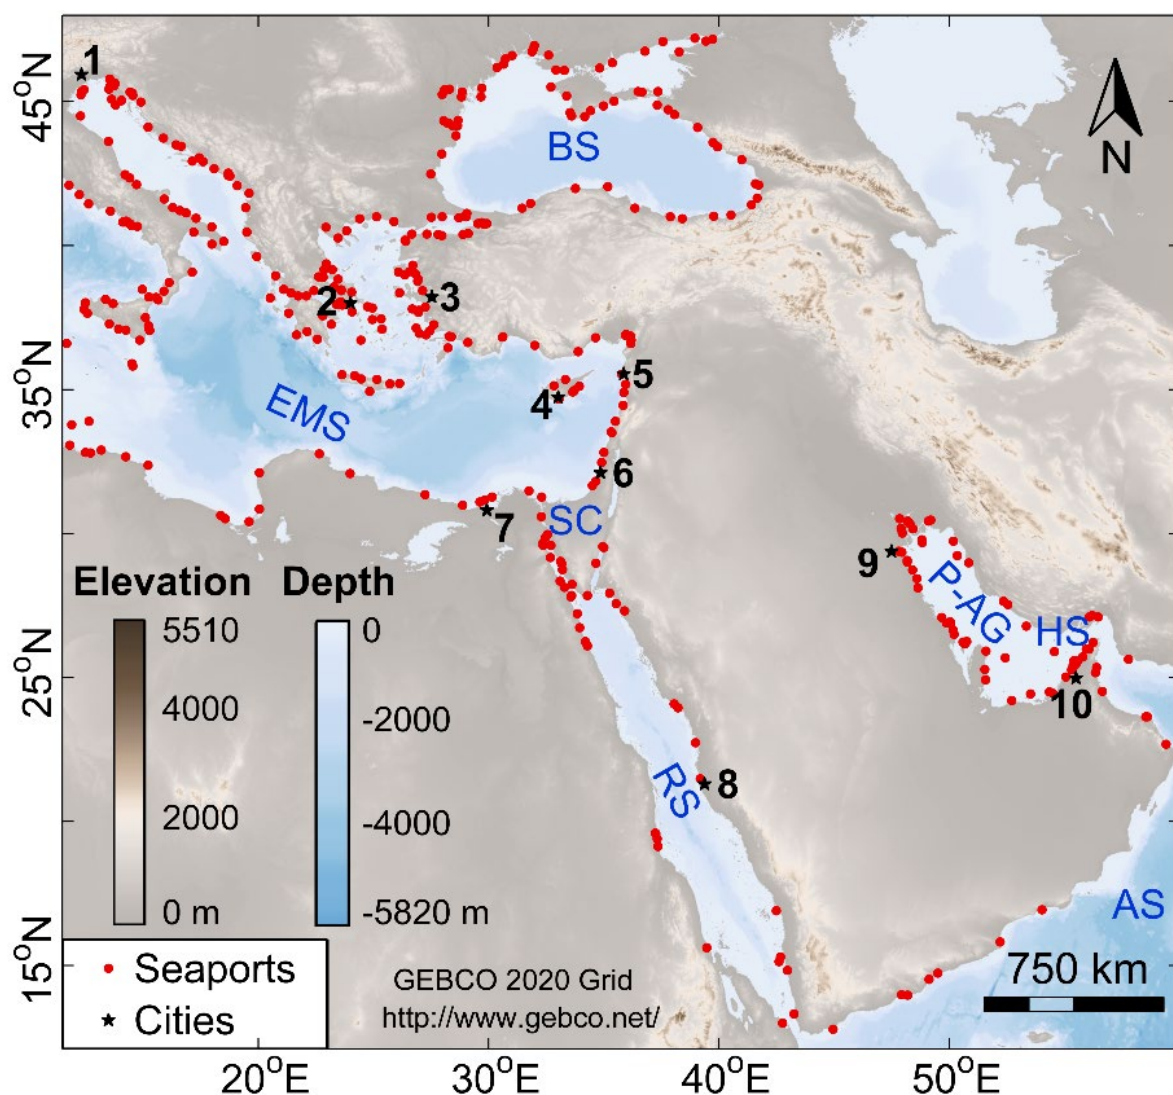 1
45°N
BS
N
2
3
35°N
EMS
4
5
6
7
SC
9
P-AG
HS
10
25°N
Elevation
5510
4000
2000
0 m
Depth
0
-2000
-4000
-5820 m
RS
8
AS
15°N
Seaports
Cities
GEBCO 2020 Grid
http://www.gebco.net/
750 km
20°E
30°E
40°E
50°E